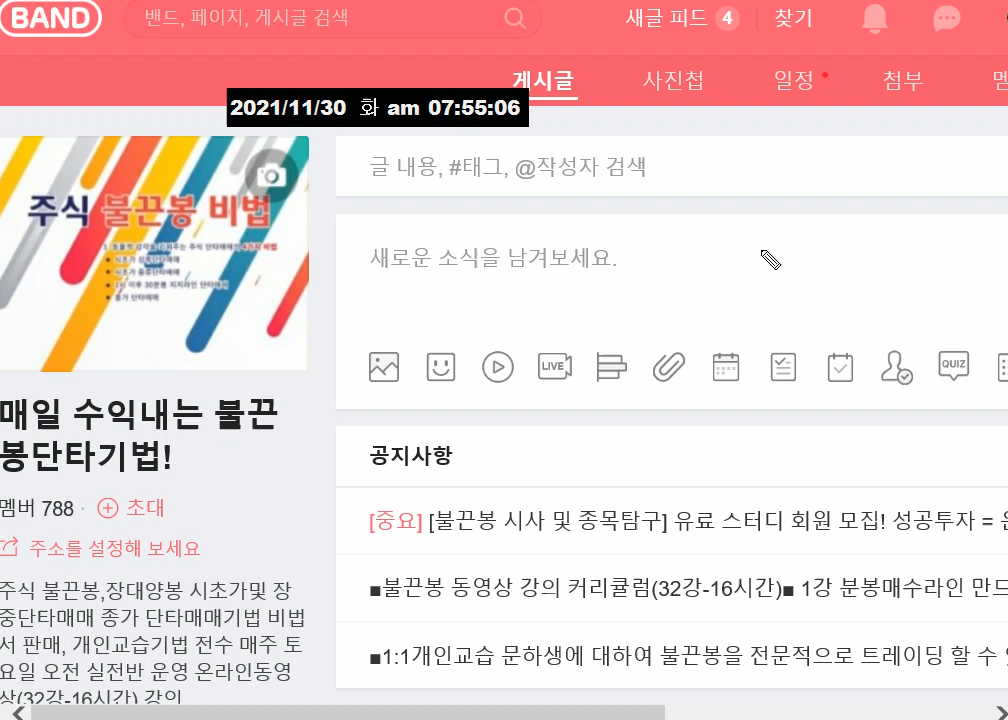 BAND 밴드, 페이지, 게시글 검색 새글 피드 4 찾기
게시글 사진첩 일정 첨부
2021/11/30 화 am 07:55:06
글 내용, #태그, @작성자 검색
주식 불끈봉 비법
새로운 소식을 남겨보세요.
LIVE QUIZ
매일 수익내는 불끈
봉단타기법!
멤버 788 · 초대
주소를 설정해 보세요
주식 불끈봉,장대양봉 시초가및 장
중단타매매 종가 단타매매기법 비법
서 판매, 개인교습기법 전수 매주 토
요일 오전 실전반 운영 온라인동영
상(32강-16시간) 강의
공지사항
[중요] [불끈봉 시사 및 종목탐구] 유료 스터디 회원 모집! 성공투자 =
■불끈봉 동영상 강의 커리큘럼(32강-16시간)■ 1강 분봉매수라인
■1:1개인교습 문하생에 대하여 불끈봉을 전문적으로 트레이딩 할 수